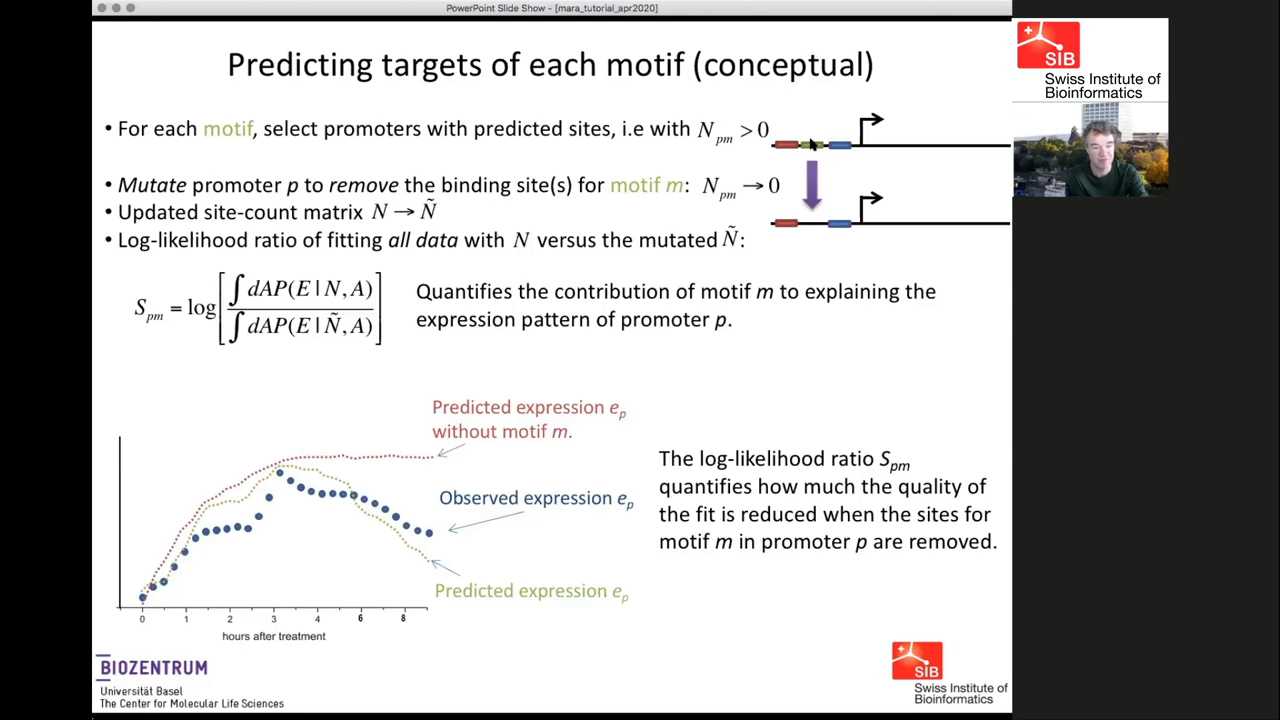 PowerPoint Slide Show - [mara_tutorial_apr2020]
Predicting targets of each motif (conceptual)
SIB
Swiss Institute of
Bioinformatics
• For each motif, select promoters with predicted sites, i.e with N_pm > 0
• Mutate promoter p to remove the binding site(s) for motif m: N_pm → 0
• Updated site-count matrix N → Ñ
• Log-likelihood ratio of fitting all data with N versus the mutated Ñ:
S_pm = log[∫dAP(E | N, A) / ∫dAP(E | Ñ, A)]
Quantifies the contribution of motif m to explaining the
expression pattern of promoter p.
Predicted expression e_p
without motif m.
Observed expression e_p
Predicted expression e_p
0 1 2 3 4 6 8
hours after treatment
The log-likelihood ratio S_pm
quantifies how much the quality of
the fit is reduced when the sites for
motif m in promoter p are removed.
BIOZENTRUM
Universität Basel
The Center for Molecular Life Sciences
SIB
Swiss Institute of
Bioinformatics